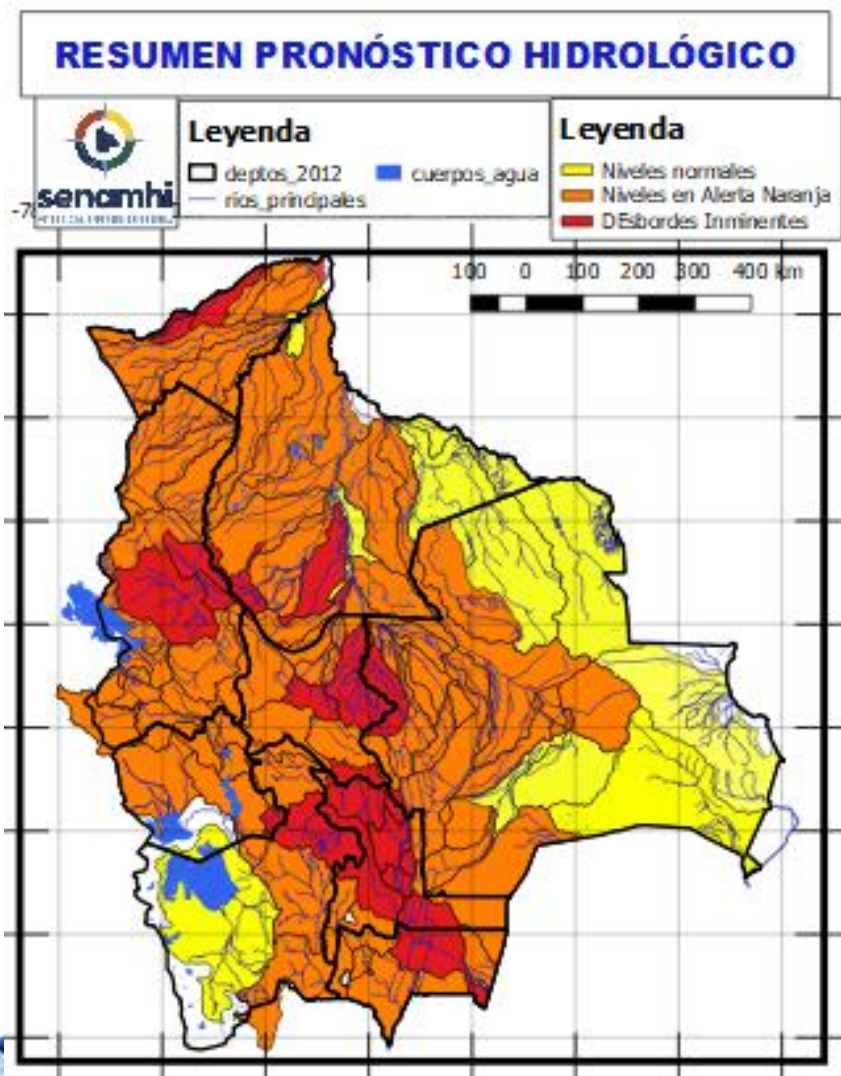 RESUMEN PRONÓSTICO HIDROLÓGICO
senamhi
Leyenda
deptos_2012 cuerpos_agua
rios_principales
Leyenda
Niveles normales
Niveles en Alerta Naranja
DEsbordes Inminentes
100 0 100 200 300 400 km